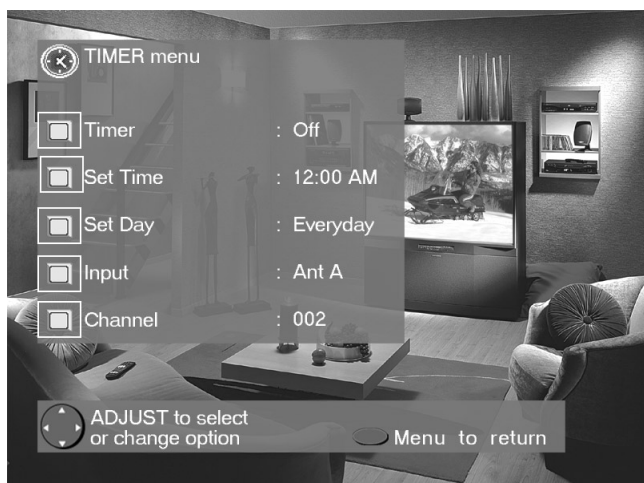 TIMER menu
Timer : Off
Set Time : 12:00 AM
Set Day : Everyday
Input : Ant A
Channel : 002
ADJUST to select
or change option
Menu to return